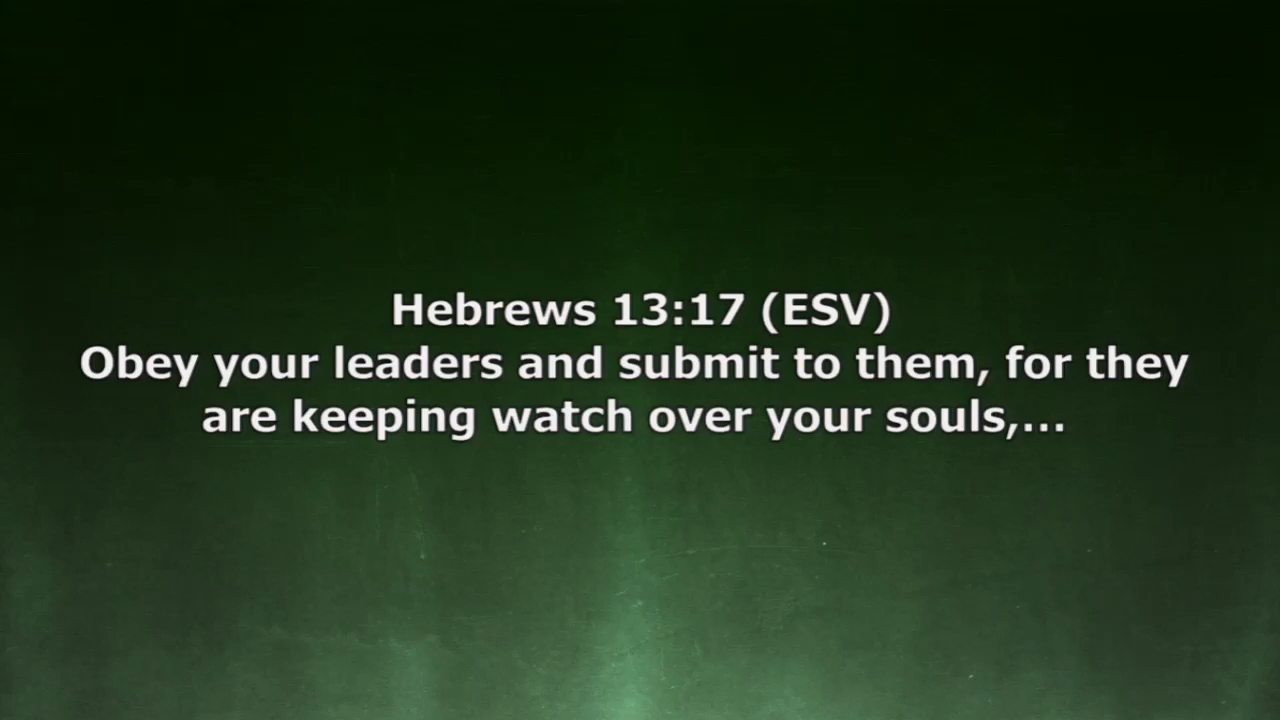 Hebrews 13:17 (ESV)
Obey your leaders and submit to them, for they
are keeping watch over your souls,...